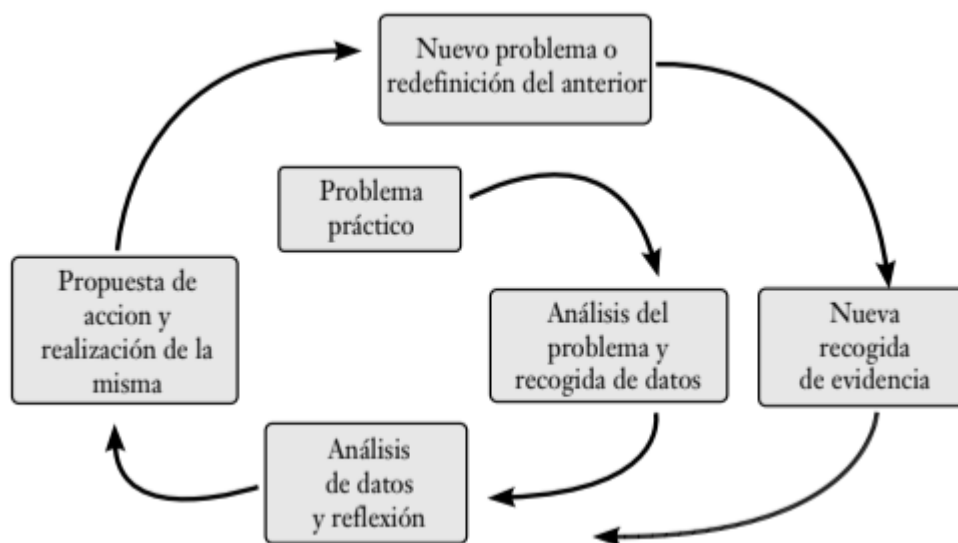 Nuevo problema o
redefinición del anterior
Problema
práctico
Propuesta de
accion y
realización de la
misma
Análisis del
problema y
recogida de datos
Nueva
recogida
de evidencia
Análisis
de datos
y reflexión